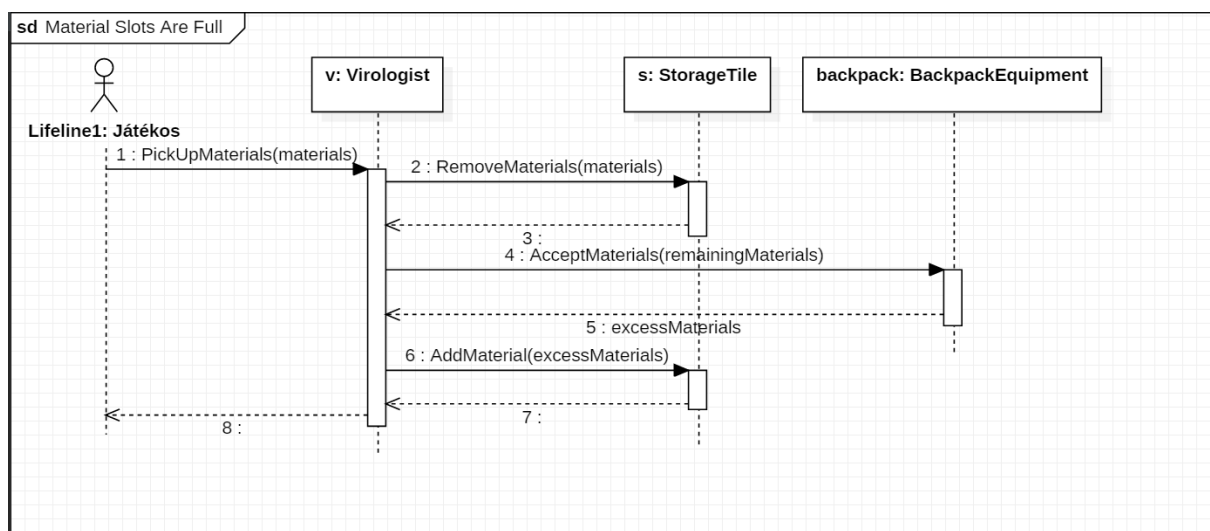 sd Material Slots Are Full
v: Virologist
s: StorageTile
backpack: BackpackEquipment
Lifeline1: Játékos
1 : PickUpMaterials(materials)
2 : RemoveMaterials(materials)
3 :
4 : AcceptMaterials(remainingMaterials)
5 : excessMaterials
6 : AddMaterial(excessMaterials)
7 :
8 :